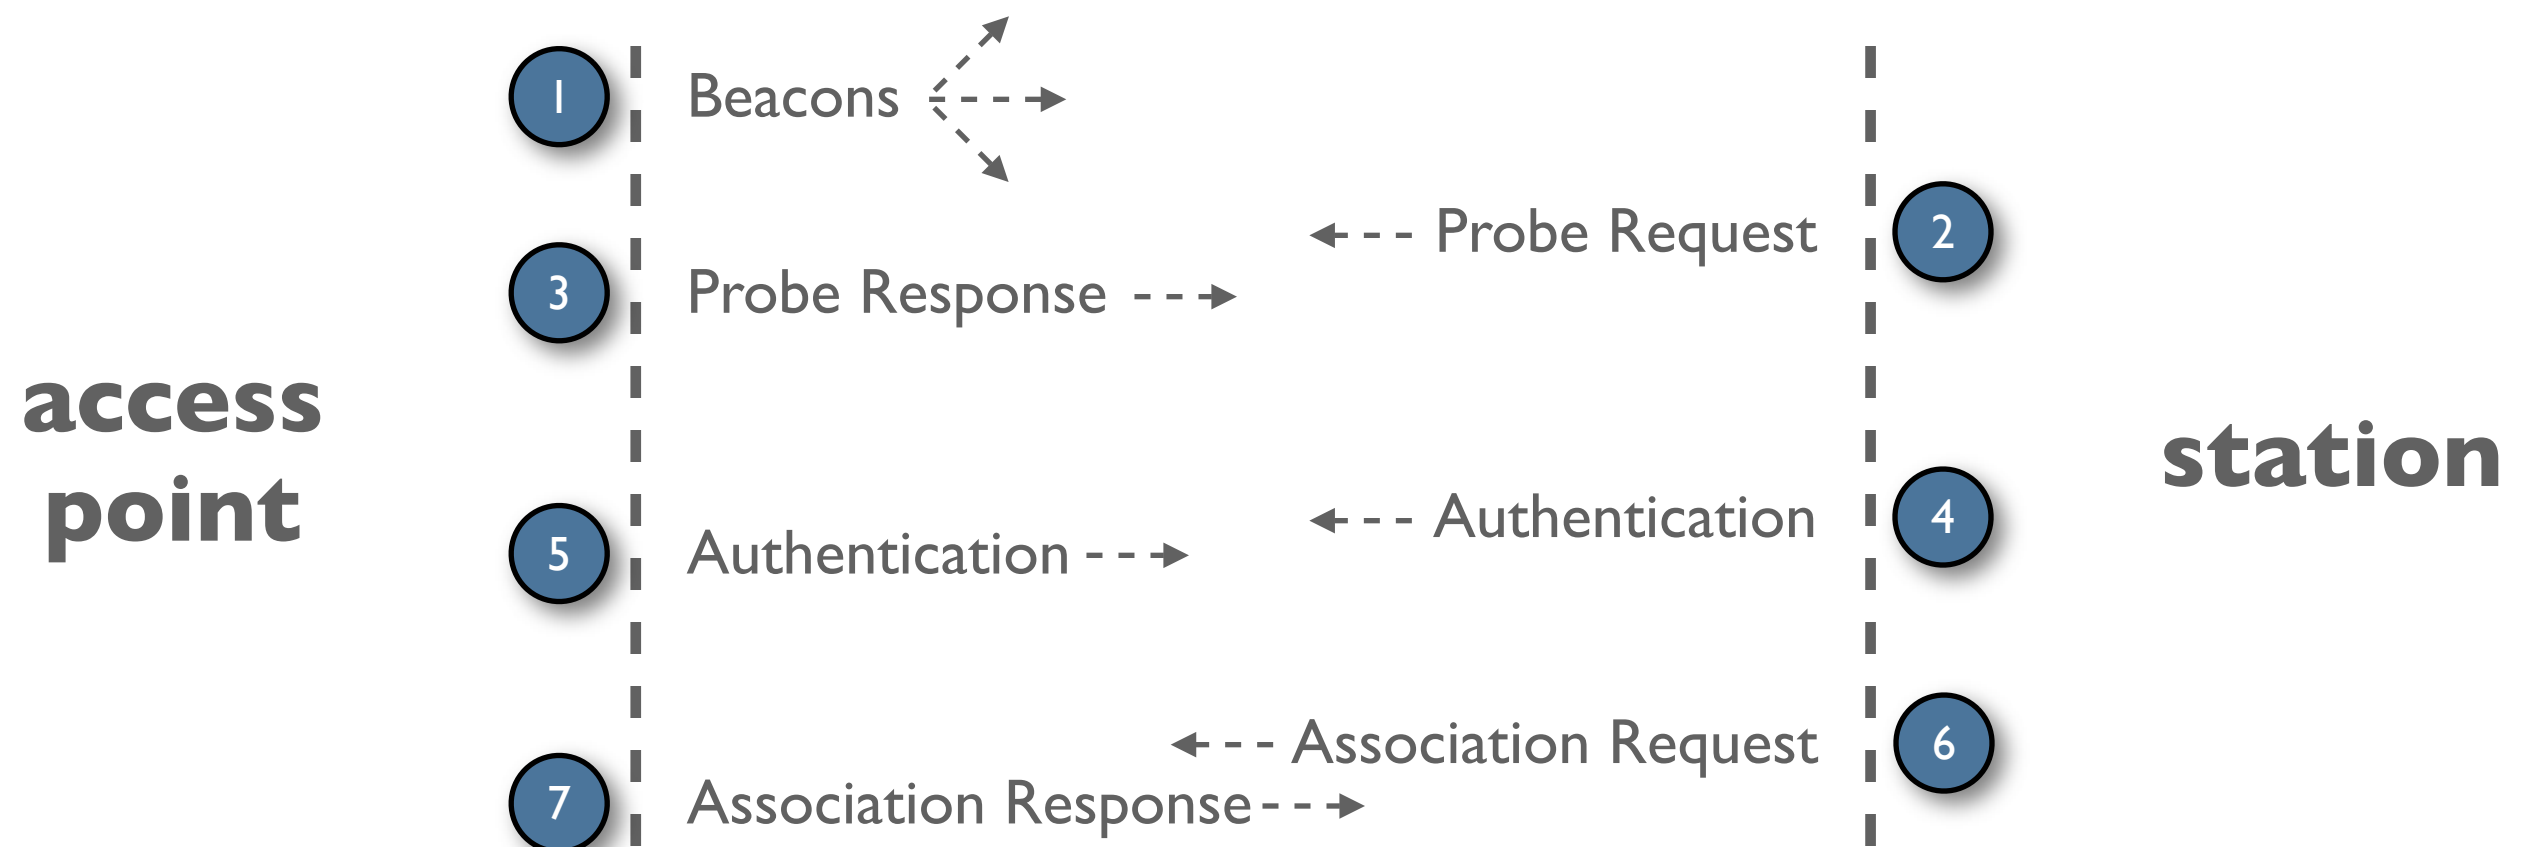 1 Beacons
Probe Request 2
3 Probe Response
access
point
station
Authentication 4
5 Authentication
Association Request 6
7 Association Response